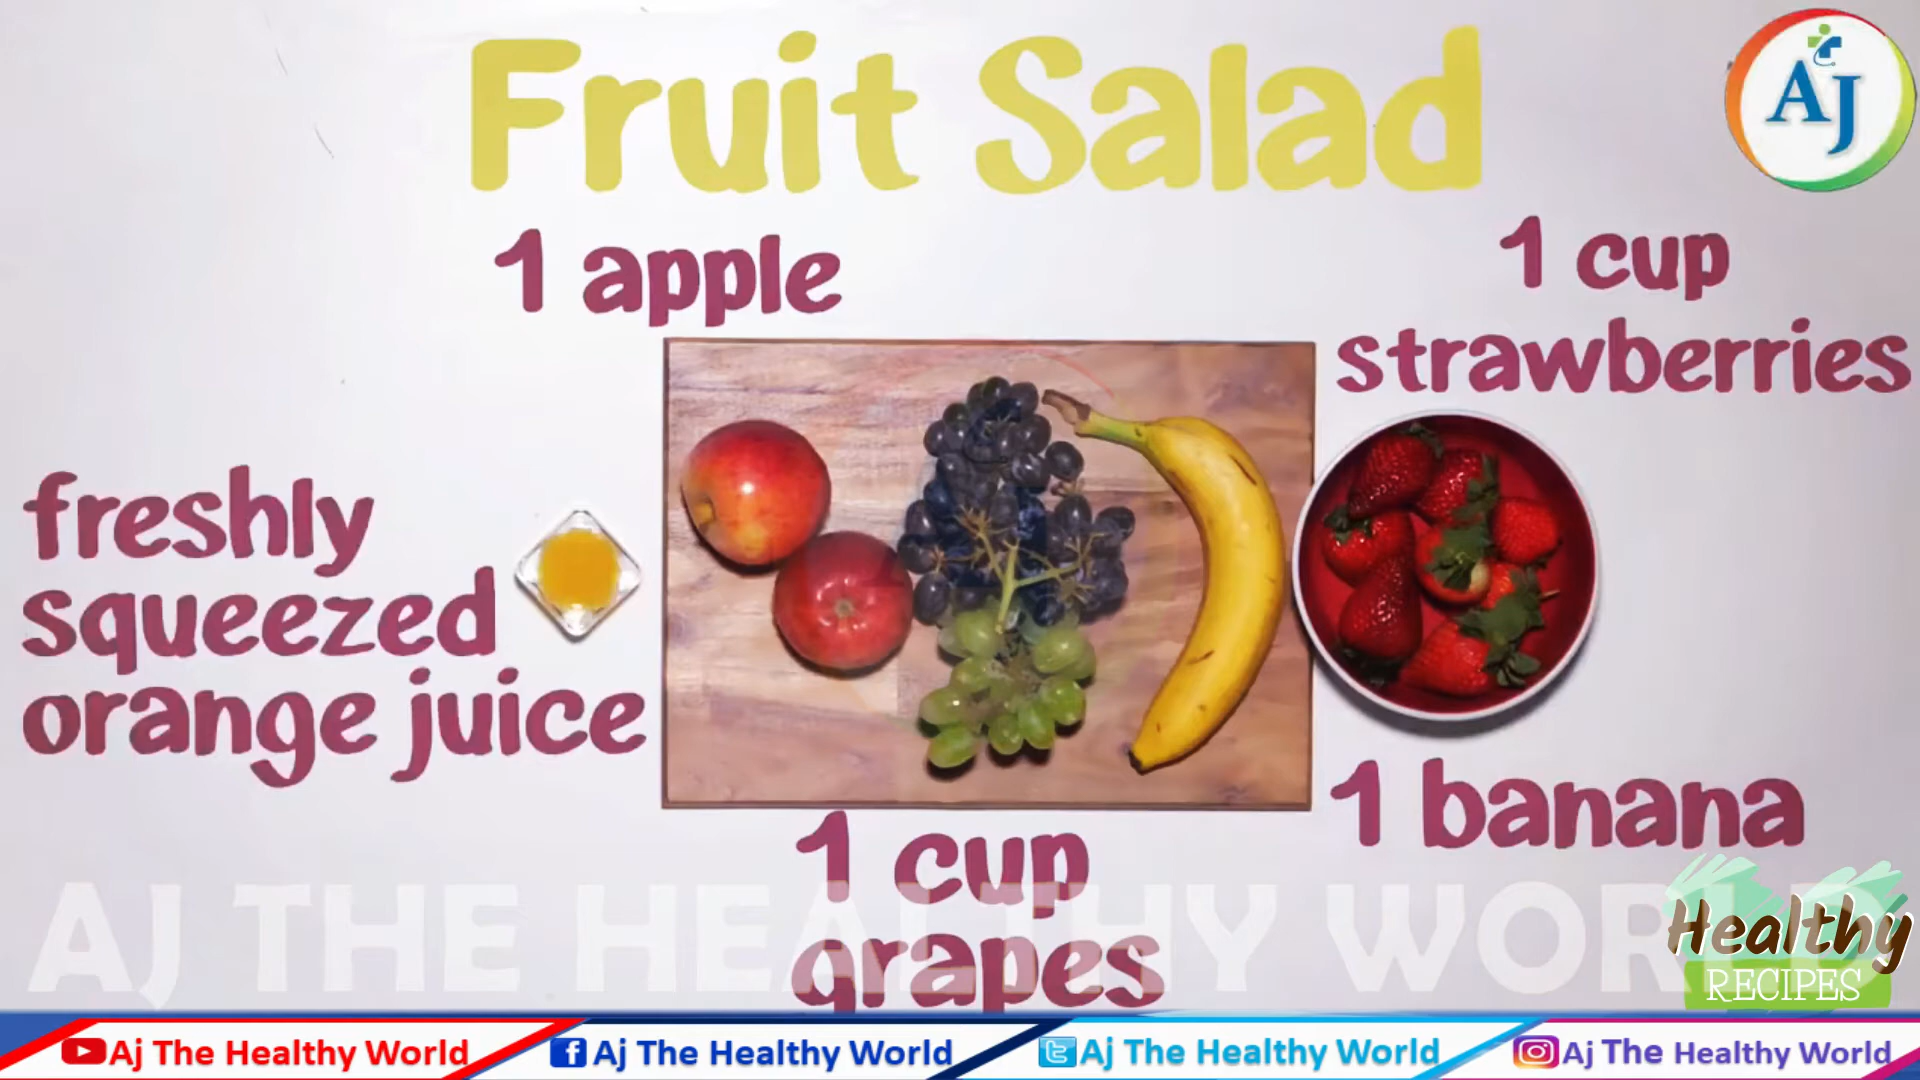 Fruit Salad
AJ
1 apple
1 cup
strawberries
freshly
squeezed
orange juice
1 banana
1 cup
grapes
AJ THE HEALTHY WORLD
Healthy
RECIPES
Aj The Healthy World
Aj The Healthy World
Aj The Healthy World
Aj The Healthy World